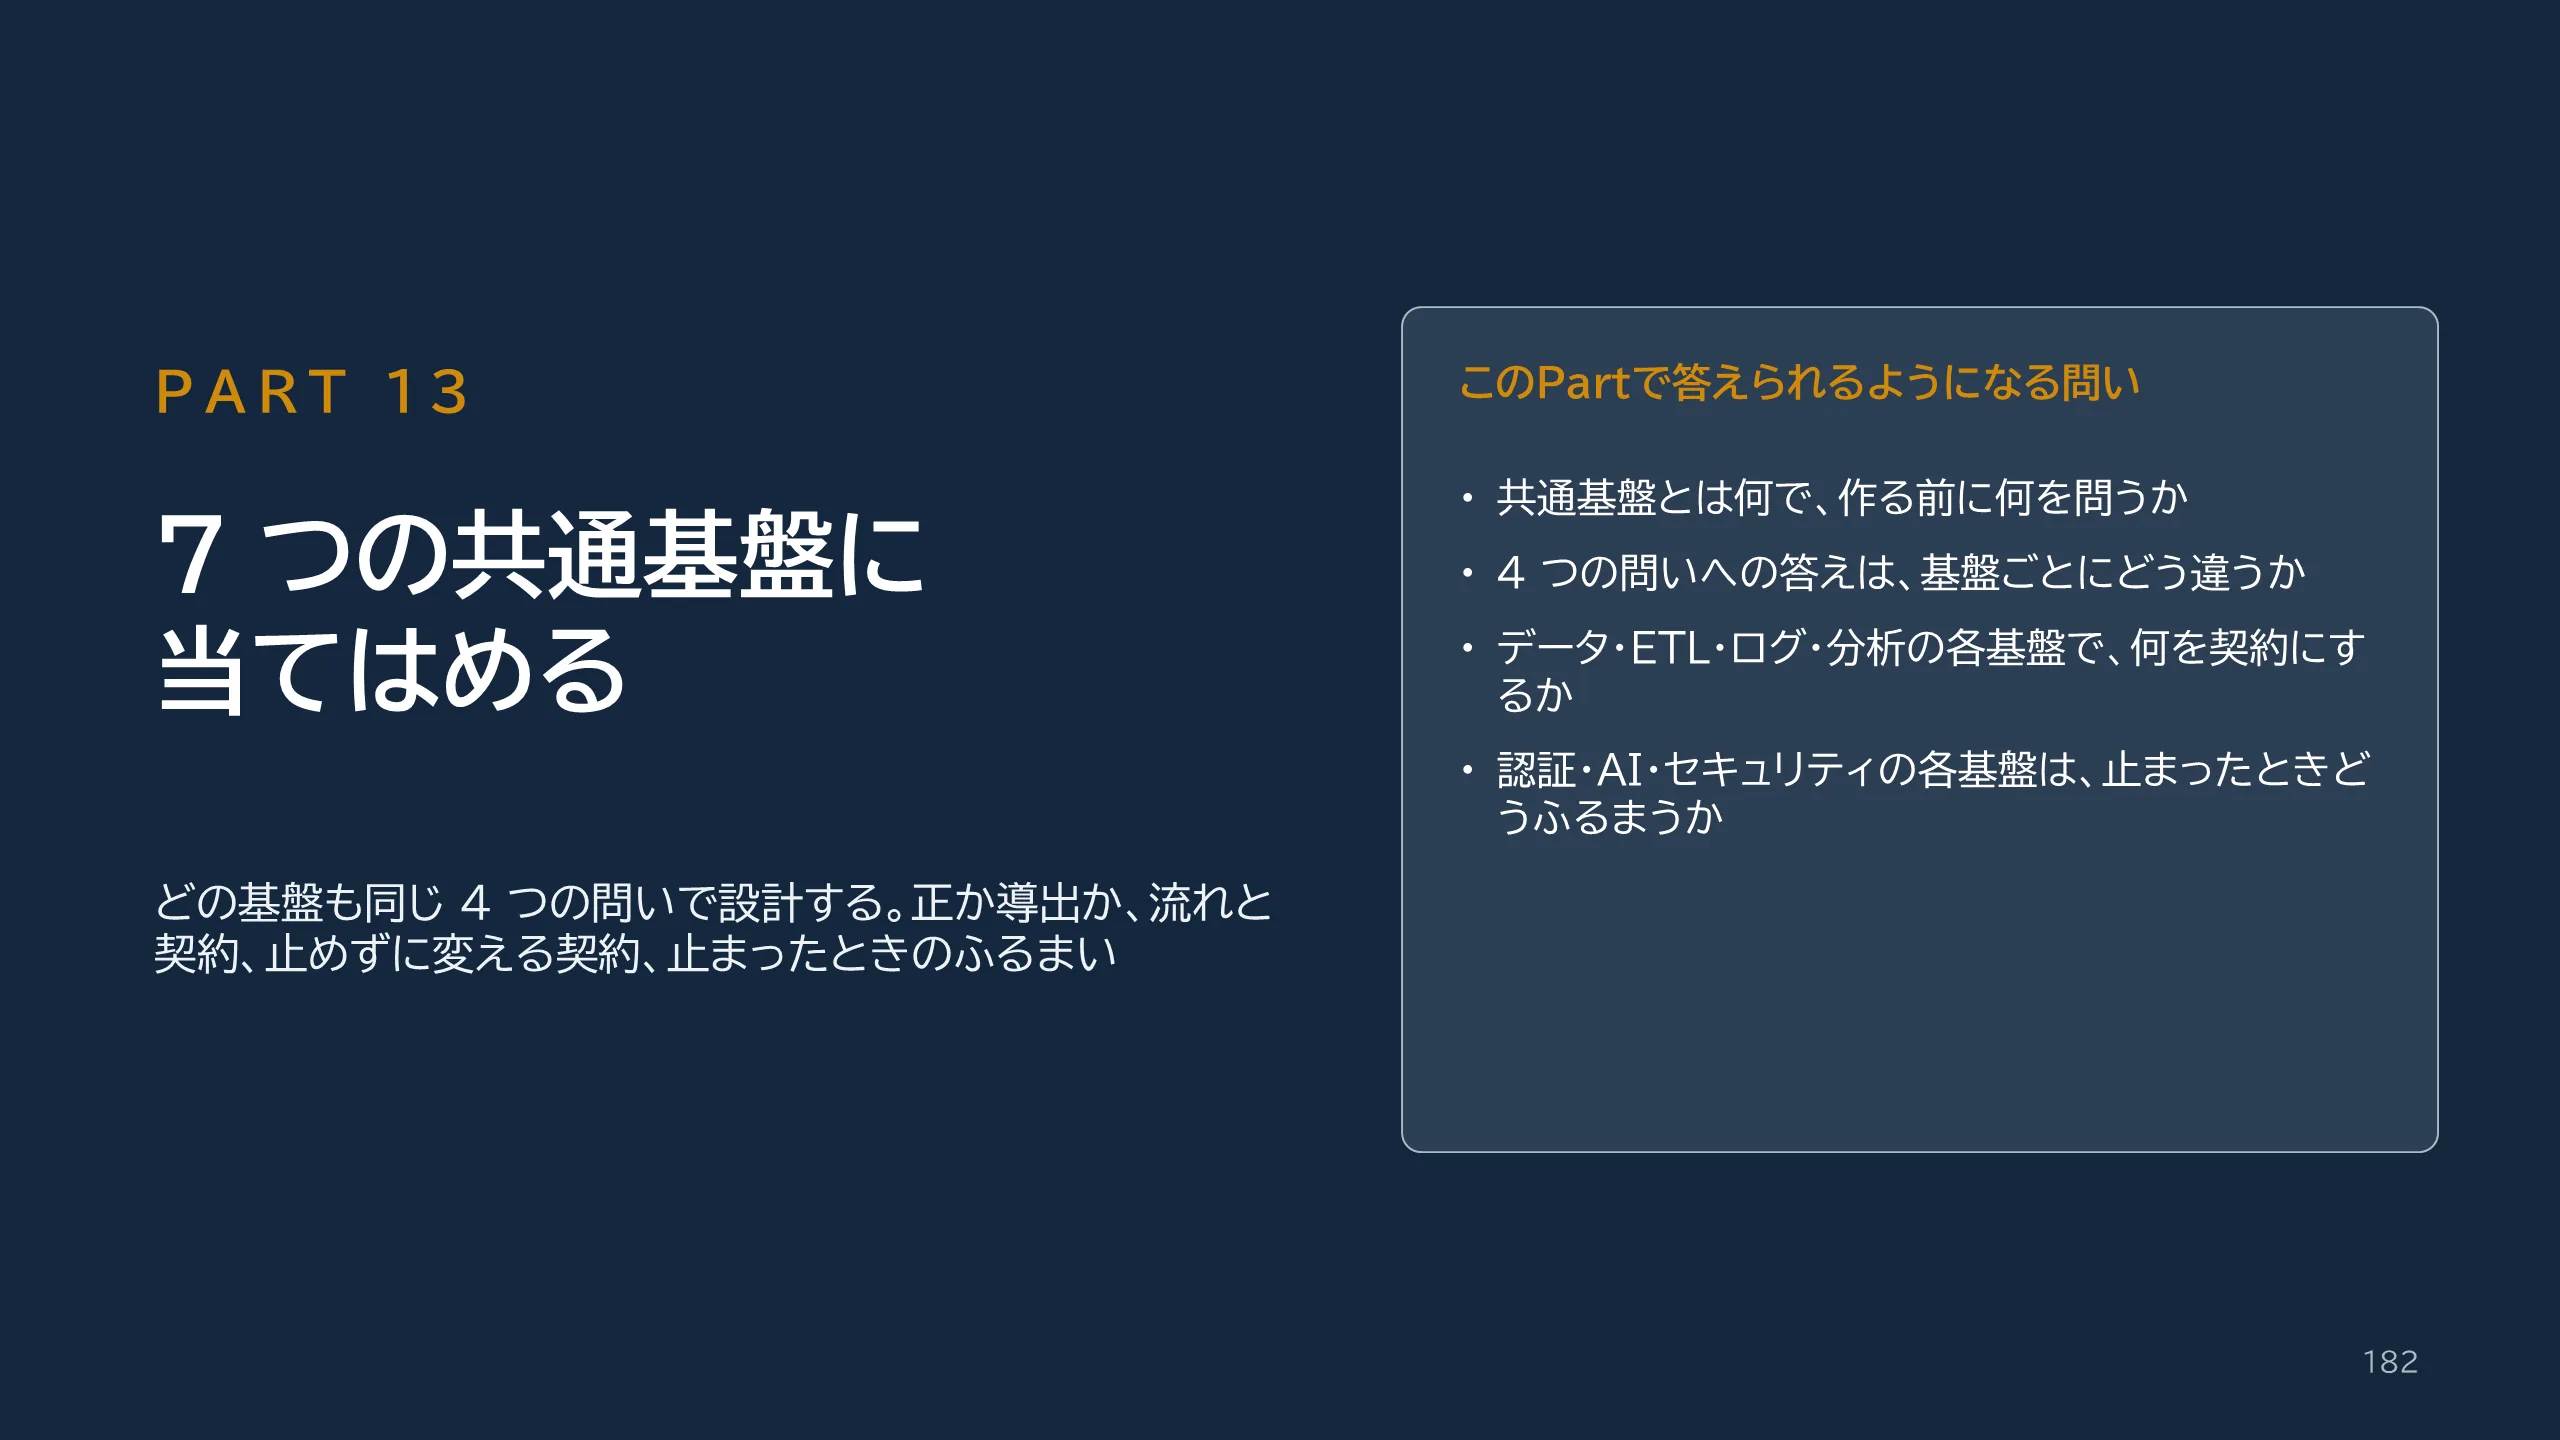 PART 13
7 つの共通基盤に
当てはめる
どの基盤も同じ 4 つの問いで設計する。正か導出か、流れと
契約、止めずに変える契約、止まったときのふるまい
このPartで答えられるようになる問い
・共通基盤とは何で、作る前に何を問うか
・4 つの問いへの答えは、基盤ごとにどう違うか
・データ・ETL・ログ・分析の各基盤で、何を契約にす
るか
・認証・AI・セキュリティの各基盤は、止まったときど
うふるまうか
182